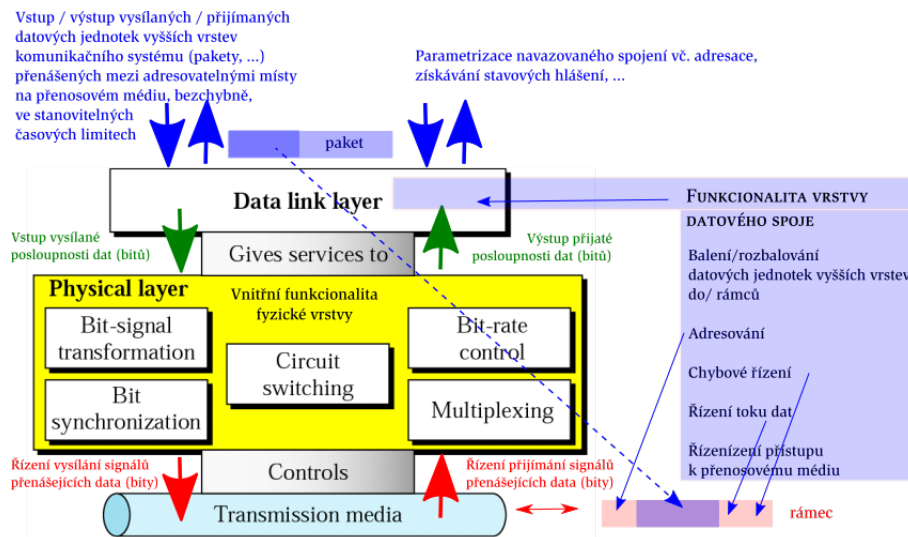 Vstup / výstup vysílaných / přijímaných
datových jednotek vyšších vrstev
komunikačního systému (pakety, ...)
přenášených mezi adresovatelnými místy
na přenosovém médiu, bezchybně,
ve stanovitelných
časových limitech
Parametrizace navazovaného spojení vč. adresace,
získávání stavových hlášení, ...
paket
Data link layer
Funkcionalita vrstvy
datového spoje
Vstup vysílané
posloupnosti dat (bitů)
Gives services to
Výstup přijaté
posloupnosti dat (bitů)
Balení/rozbalování
datových jednotek vyšších vrstev
do/ rámců
Adresování
Chybové řízení
Řízení toku dat
Řízenízení přístupu
k přenosovému médiu
Physical layer
Vnitřní funkcionalita
fyzické vrstvy
Bit-signal
transformation
Bit-rate
control
Circuit
switching
Bit
synchronization
Multiplexing
Řízení vysílání signálů
přenášejících data (bity)
Controls
Řízení přijímání signálů
přenášejících data (bity)
Transmission media
rámec